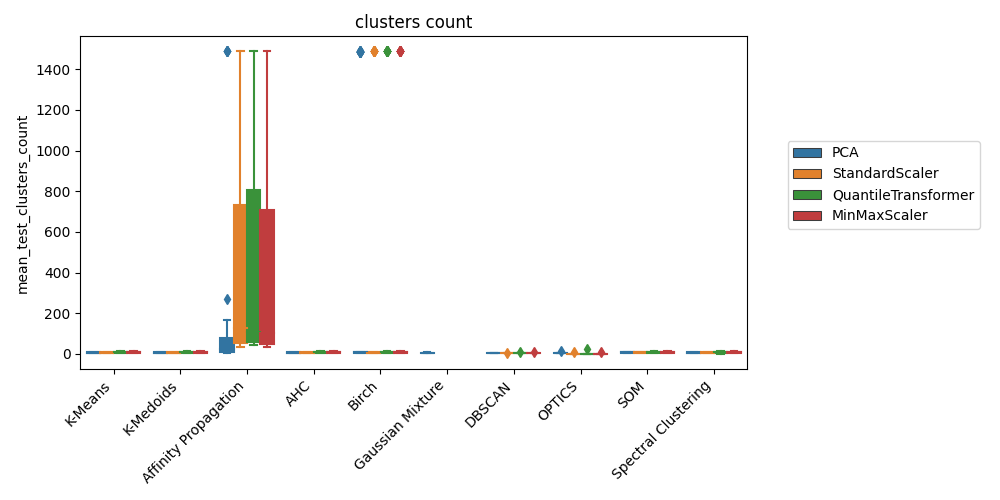 clusters count
mean_test_clusters_count
1400
1200
1000
800
600
400
200
0
K-Means
K-Medoids
Affinity Propagation
AHC
Birch
Gaussian Mixture
DBSCAN
OPTICS
SOM
Spectral Clustering
PCA
StandardScaler
QuantileTransformer
MinMaxScaler